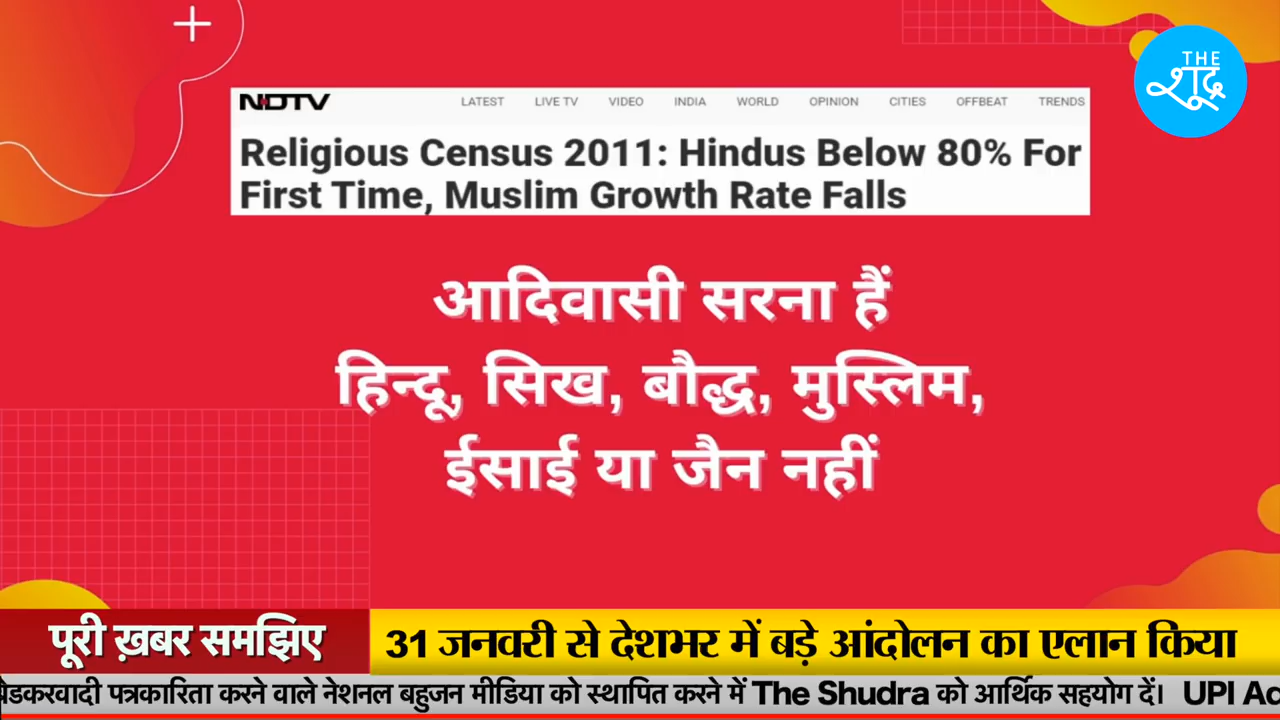 THE
शूद्र
NDTV
LATEST LIVE TV VIDEO INDIA WORLD OPINION CITIES OFFBEAT TRENDS
Religious Census 2011: Hindus Below 80% For
First Time, Muslim Growth Rate Falls
आदिवासी सरना हैं
हिन्दू, सिख, बौद्ध, मुस्लिम,
ईसाई या जैन नहीं
पूरी ख़बर समझिए
31 जनवरी से देशभर में बड़े आंदोलन का एलान किया
बेडकरवादी पत्रकारिता करने वाले नेशनल बहुजन मीडिया को स्थापित करने में The Shudra को आर्थिक सहयोग दें। UPI Ad